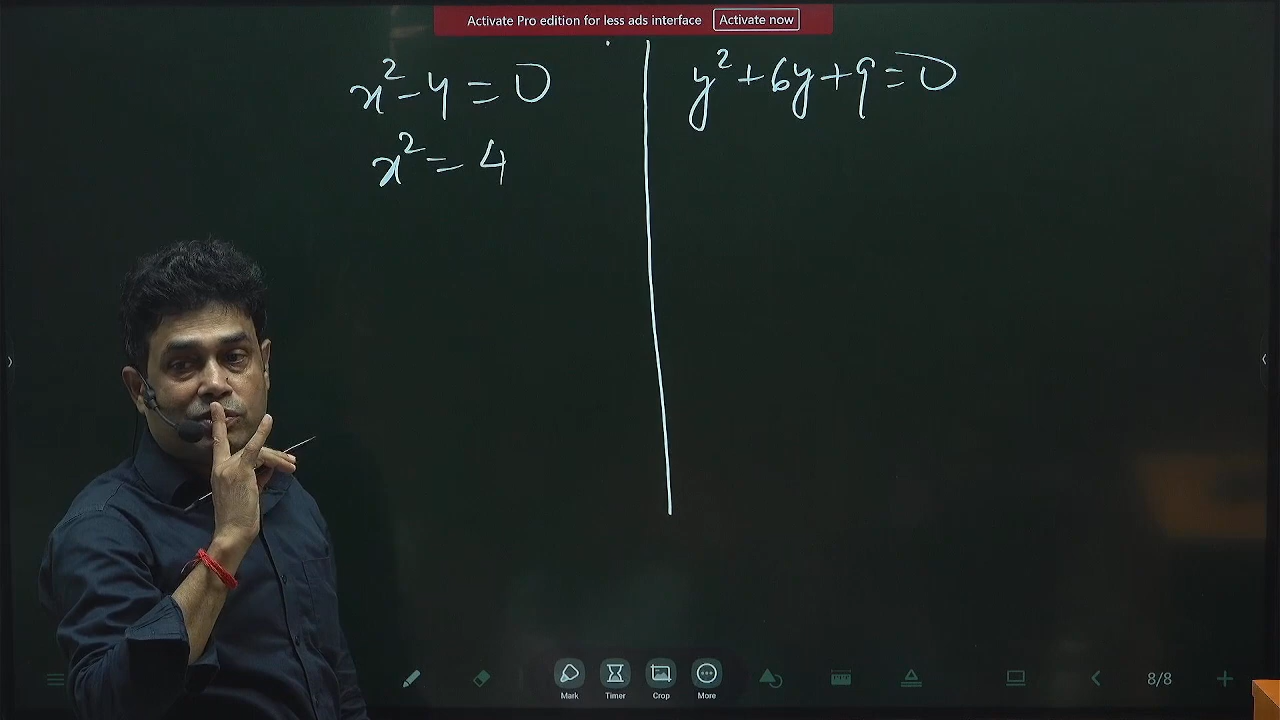 Activate Pro edition for less ads interface Activate now
x² - 4 = 0
x² = 4
y² + 6y + 9 = 0
Mark Timer Crop More
8/8